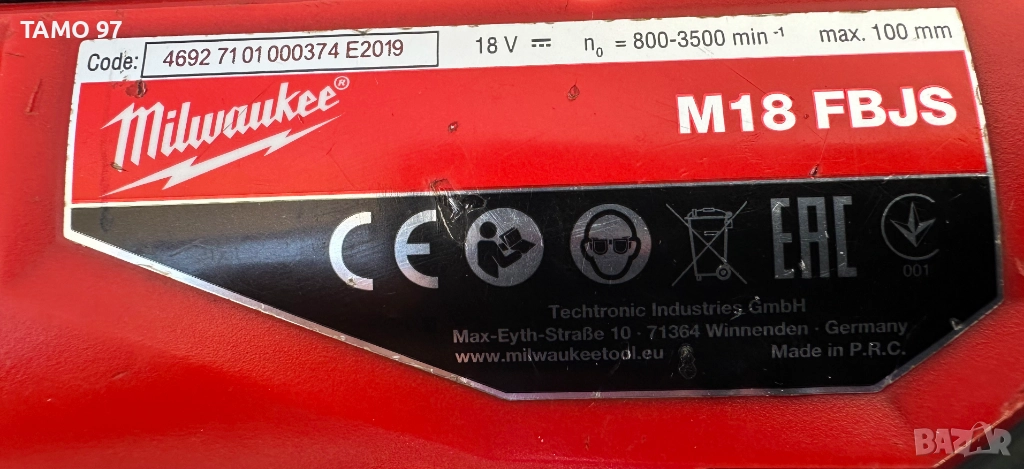 TAMO 97
Code: 4692 71 01 000374 E2019 18 V ⎓ n₀ = 800-3500 min⁻¹ max. 100 mm
Milwaukee®
M18 FBJS
CE EAC
001
Techtronic Industries GmbH
Max-Eyth-Straße 10 · 71364 Winnenden · Germany
www.milwaukeetool.eu Made in P.R.C.
BAZAR